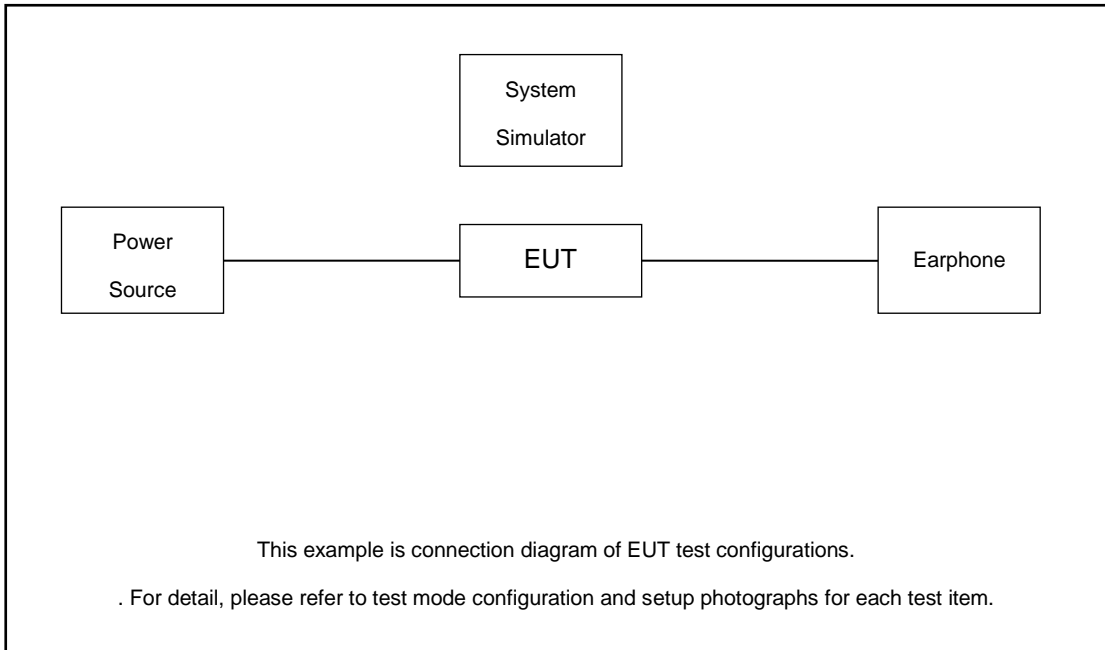 System
Simulator
Power
Source
EUT
Earphone
This example is connection diagram of EUT test configurations.
. For detail, please refer to test mode configuration and setup photographs for each test item.